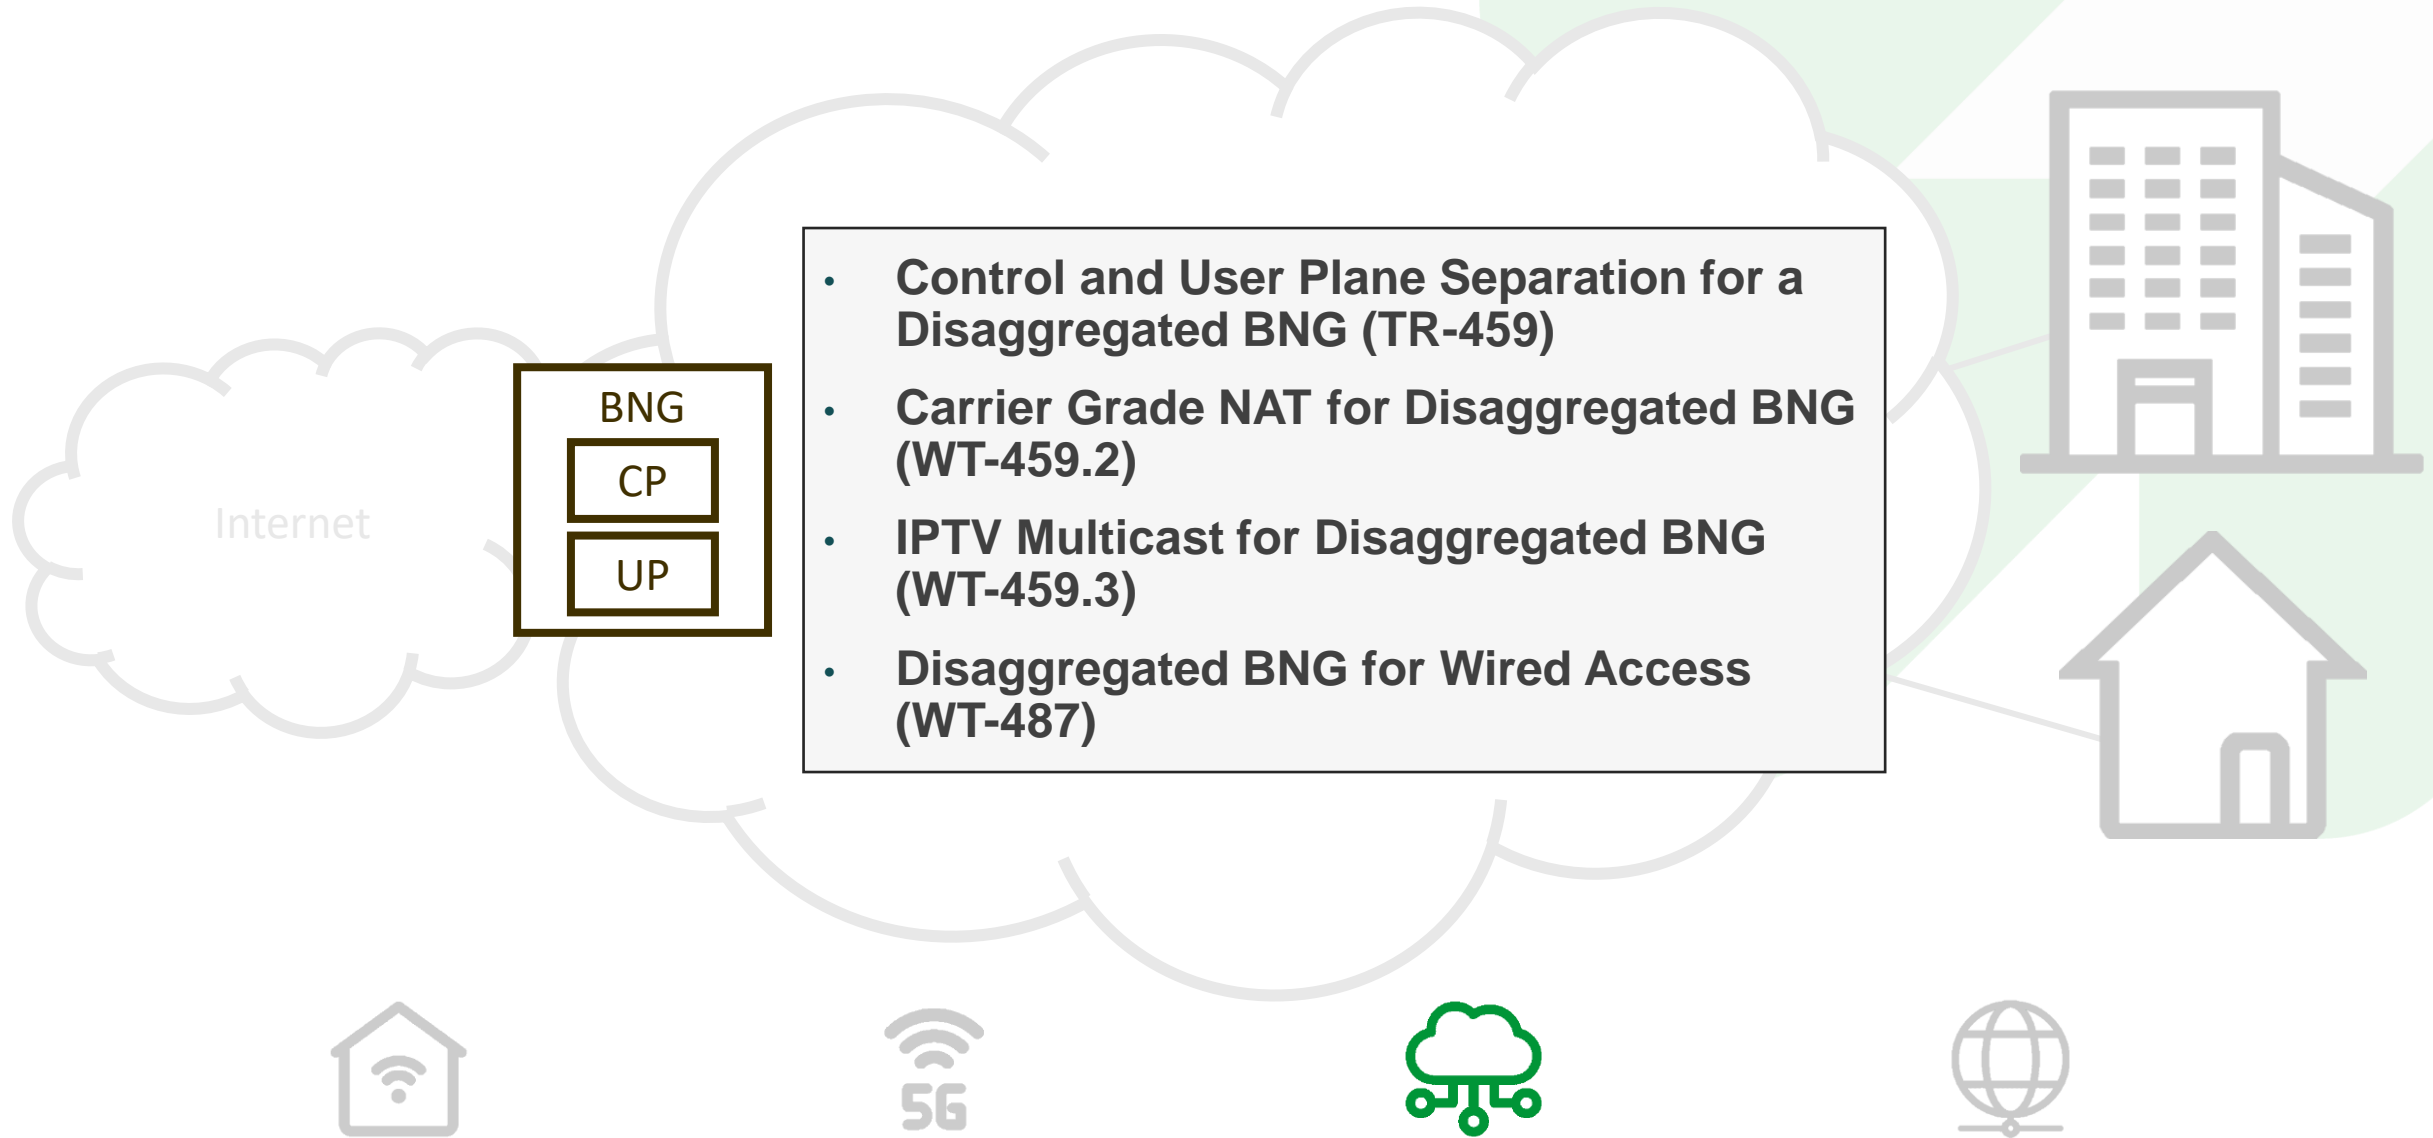 Internet
BNG
CP
UP
• Control and User Plane Separation for a
Disaggregated BNG (TR-459)
• Carrier Grade NAT for Disaggregated BNG
(WT-459.2)
• IPTV Multicast for Disaggregated BNG
(WT-459.3)
• Disaggregated BNG for Wired Access
(WT-487)
5G